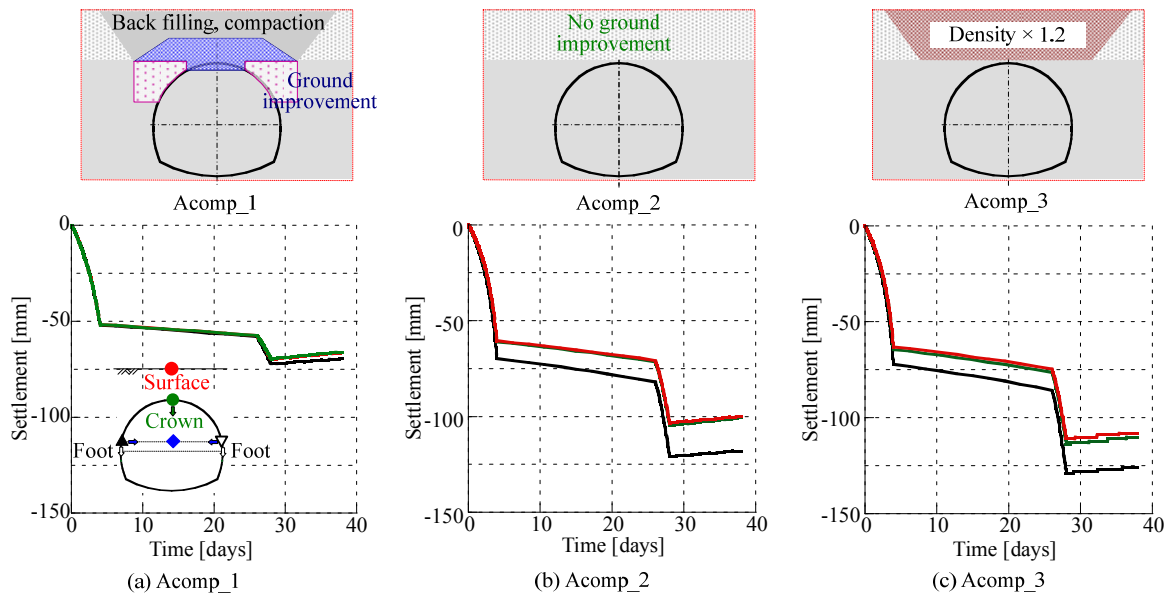 Back filling, compaction
Ground
improvement
Acomp_1
No ground
improvement
Acomp_2
Density × 1.2
Acomp_3
Settlement [mm]
0
-50
-100
-150
0
10
20
30
40
Time [days]
Surface
Crown
Foot
Foot
(a) Acomp_1
Settlement [mm]
0
-50
-100
-150
0
10
20
30
40
Time [days]
(b) Acomp_2
Settlement [mm]
0
-50
-100
-150
0
10
20
30
40
Time [days]
(c) Acomp_3